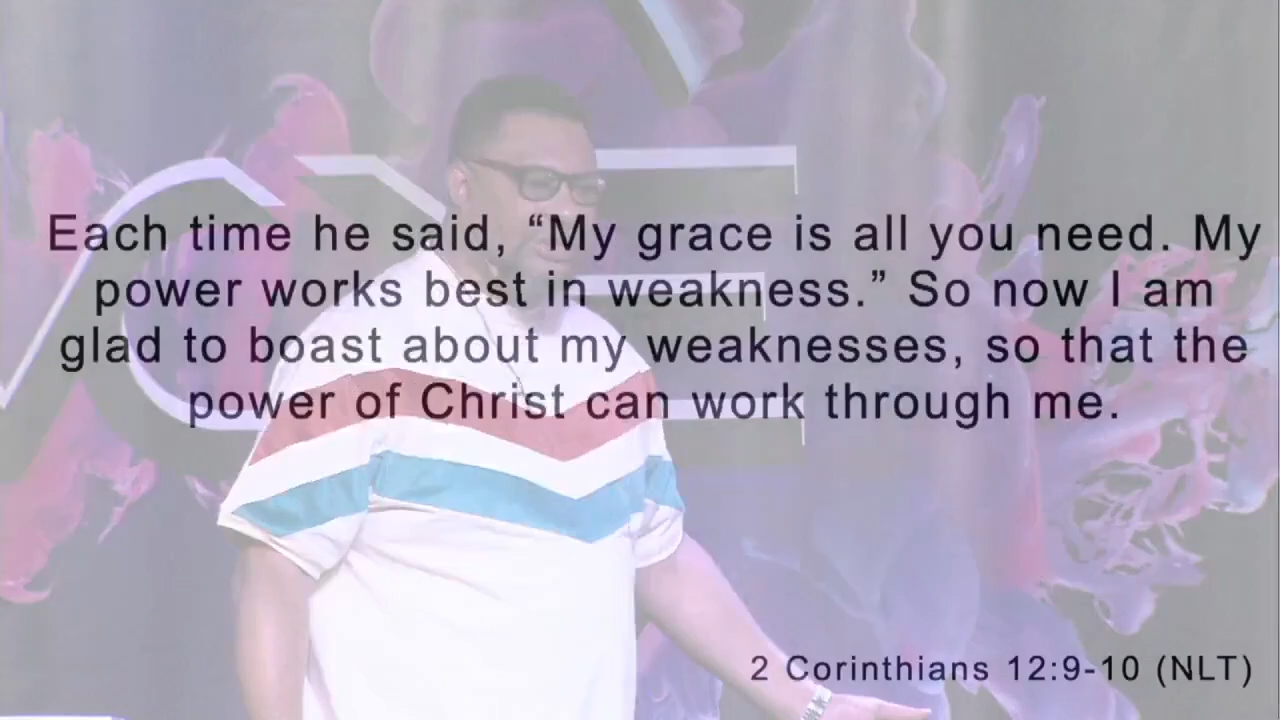 Each time he said, “My grace is all you need. My
power works best in weakness.” So now I am
glad to boast about my weaknesses, so that the
power of Christ can work through me.
2 Corinthians 12:9-10 (NLT)